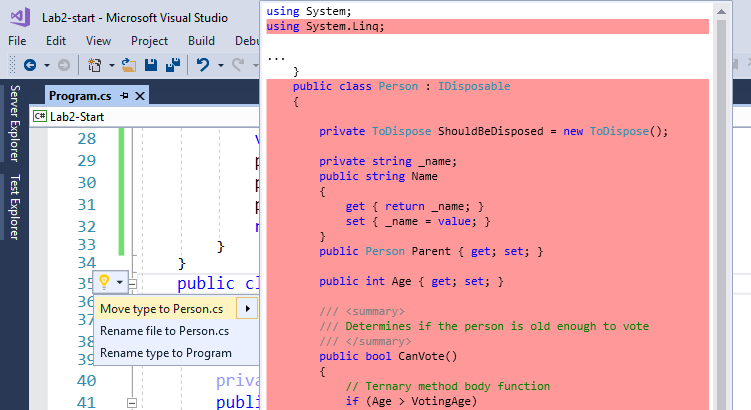 Lab2-start - Microsoft Visual Studio
File Edit View Project Build Debu
Server Explorer
Test Explorer
Program.cs
C# Lab2-Start
28 v
29 p
30 p
31 p
32 r
33 }
34 }
35 public cl
36
37
38
39
40 priva
41 publi
Move type to Person.cs
Rename file to Person.cs
Rename type to Program
using System;
using System.Linq;
...
}
public class Person : IDisposable
{
private ToDispose ShouldBeDisposed = new ToDispose();
private string _name;
public string Name
{
get { return _name; }
set { _name = value; }
}
public Person Parent { get; set; }
public int Age { get; set; }
/// <summary>
/// Determines if the person is old enough to vote
/// </summary>
public bool CanVote()
{
// Ternary method body function
if (Age > VotingAge)